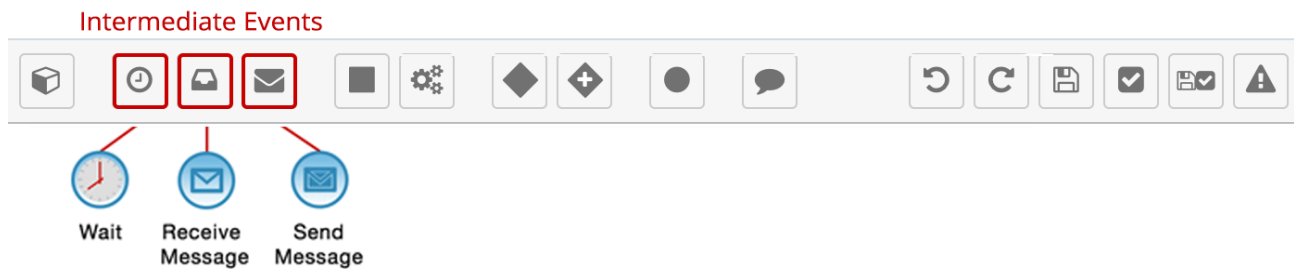 Intermediate Events
Wait
Receive
Message
Send
Message